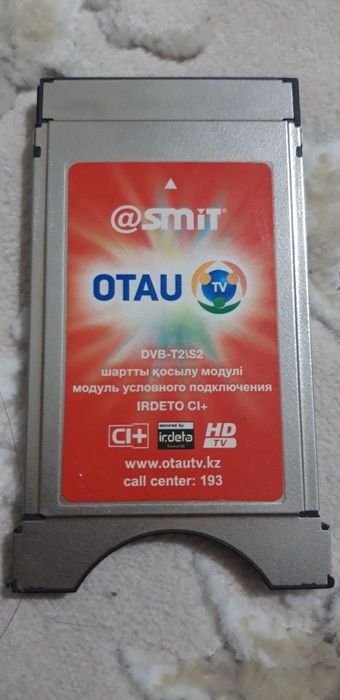 @SMiT®
OTAU TV
DVB-T2\S2
шартты қосылу модулі
модуль условного подключения
IRDETO CI+
CI+ secured by irdeto HD TV
www.otautv.kz
call center: 193